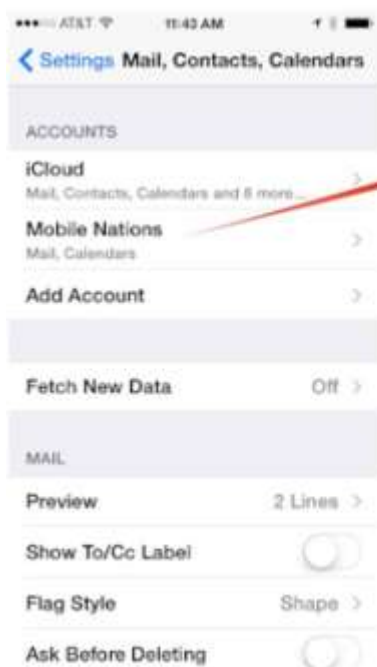 AT&T 11:43 AM
Settings Mail, Contacts, Calendars
ACCOUNTS
iCloud
Mail, Contacts, Calendars and 8 more...
Mobile Nations
Mail, Calendars
Add Account
Fetch New Data Off
MAIL
Preview 2 Lines
Show To/Cc Label
Flag Style Shape
Ask Before Deleting